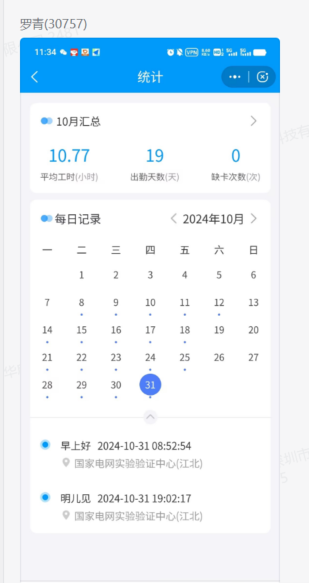 罗青(30757)
11:34
统计
10月汇总
10.77 19 0
平均工时(小时) 出勤天数(天) 缺卡次数(次)
每日记录 2024年10月
一 二 三 四 五 六 日
1 2 3 4 5 6
7 8 9 10 11 12 13
14 15 16 17 18 19 20
21 22 23 24 25 26 27
28 29 30 31
早上好 2024-10-31 08:52:54
国家电网实验验证中心(江北)
明儿见 2024-10-31 19:02:17
国家电网实验验证中心(江北)